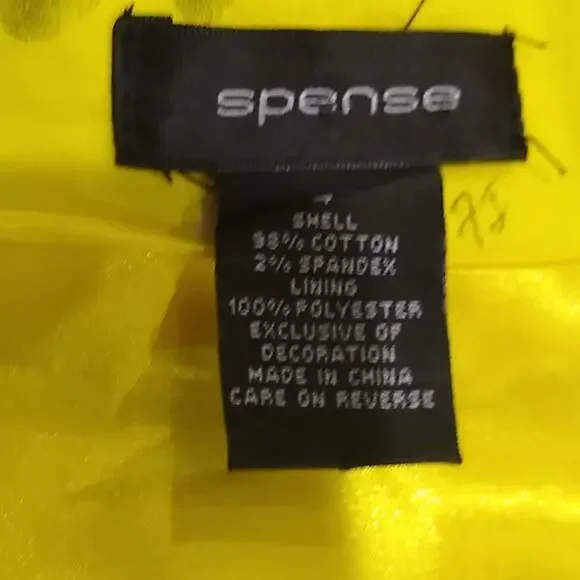 spense
SHELL
98% COTTON
2% SPANDEX
LINING
100% POLYESTER
EXCLUSIVE OF
DECORATION
MADE IN CHINA
CARE ON REVERSE